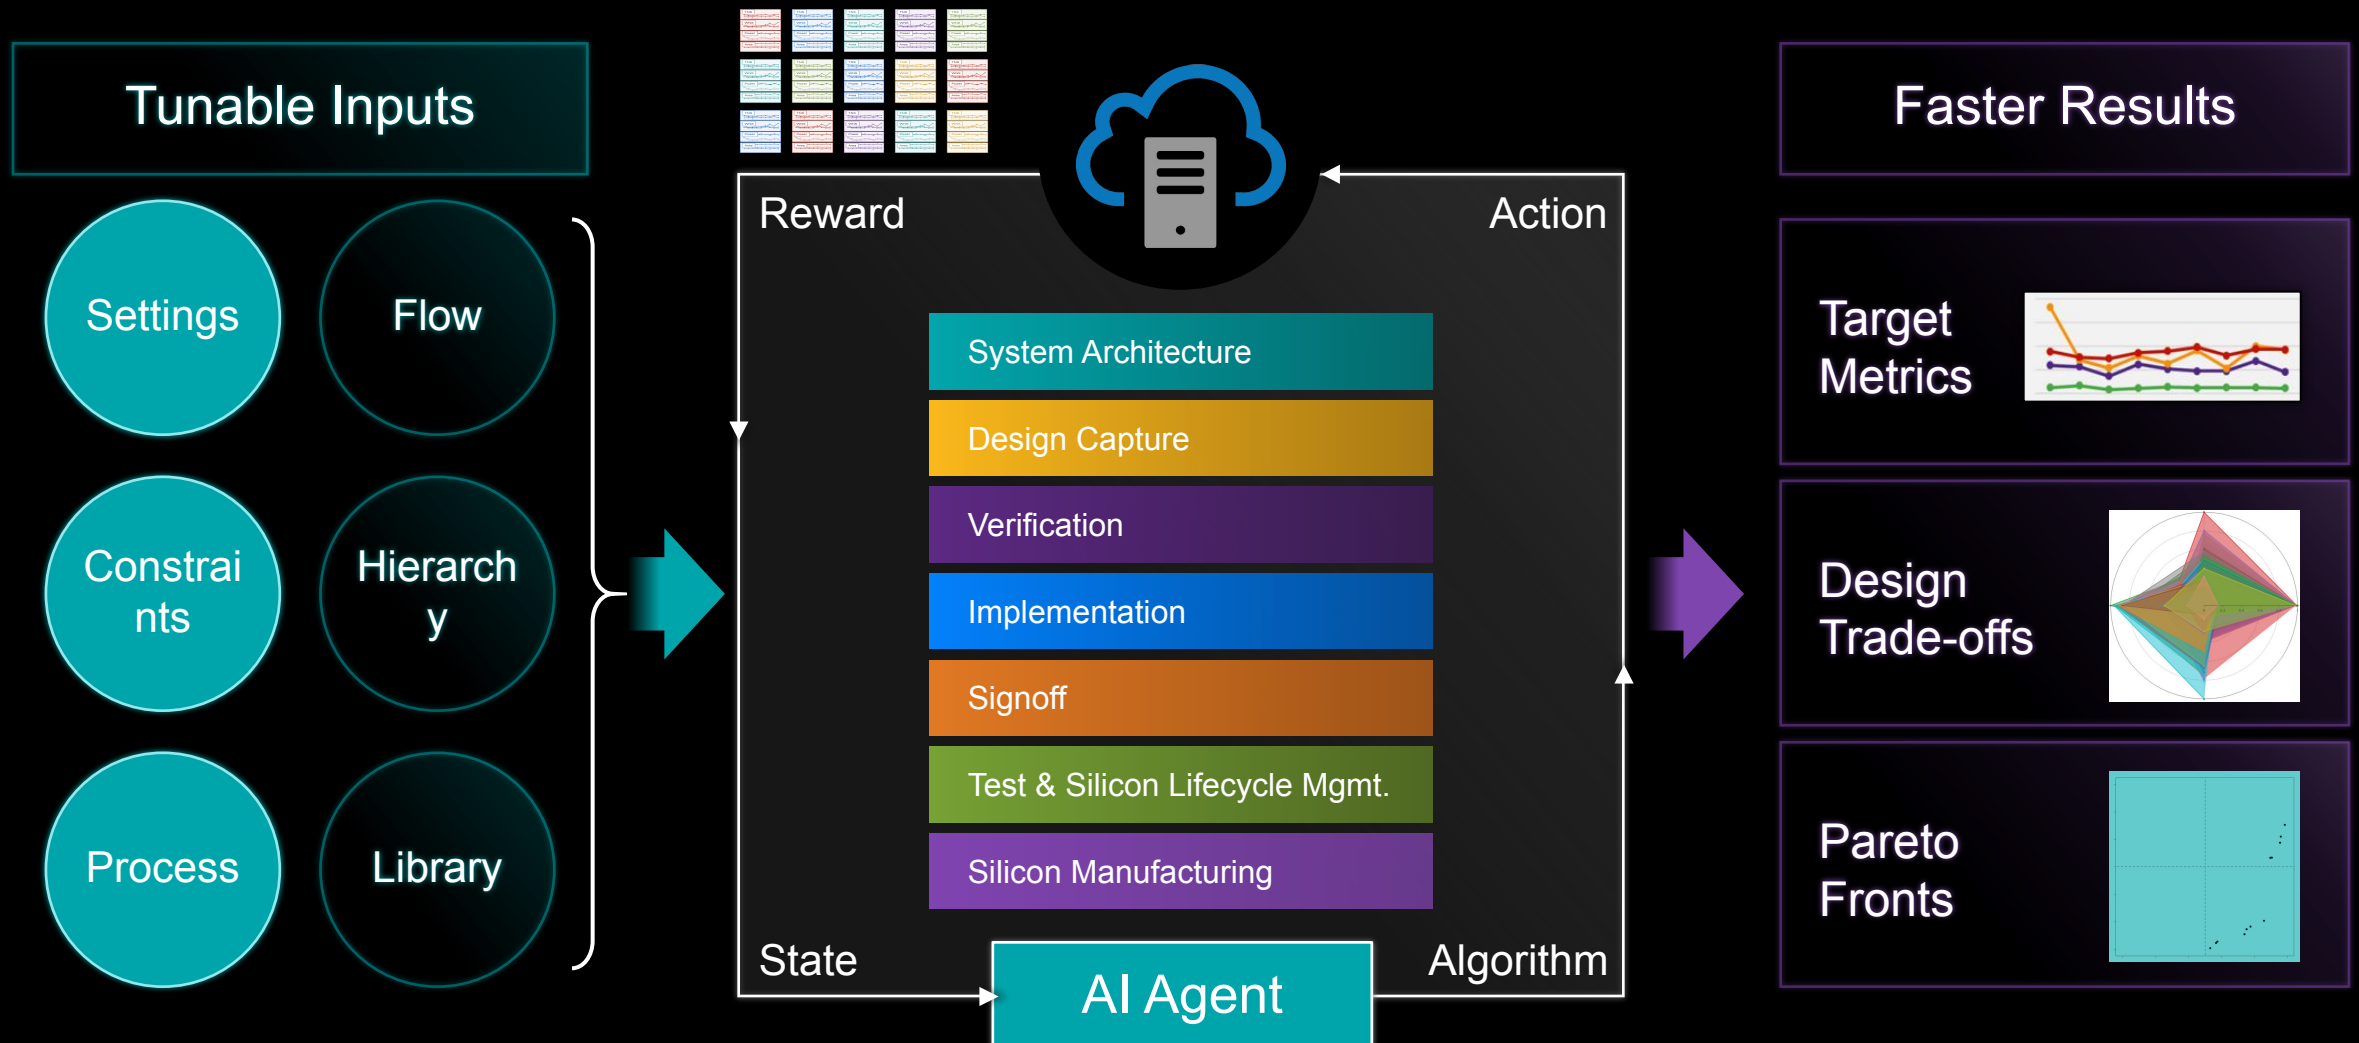 Tunable Inputs
Settings
Flow
Constrai
nts
Hierarch
y
Process
Library
Reward
Action
System Architecture
Design Capture
Verification
Implementation
Signoff
Test & Silicon Lifecycle Mgmt.
Silicon Manufacturing
State
Algorithm
AI Agent
Faster Results
Target
Metrics
Design
Trade-offs
Pareto
Fronts